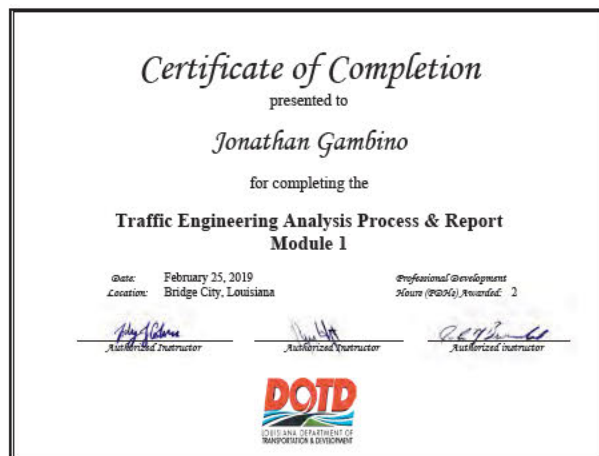 Certificate of Completion
presented to
Jonathan Gambino
for completing the
Traffic Engineering Analysis Process & Report
Module 1
Date: February 25, 2019
Location: Bridge City, Louisiana
Professional Development
Hours (PDHs) Awarded: 2
Authorized Instructor
Authorized Instructor
Authorized instructor
DOTD
LOUISIANA DEPARTMENT OF
TRANSPORTATION & DEVELOPMENT